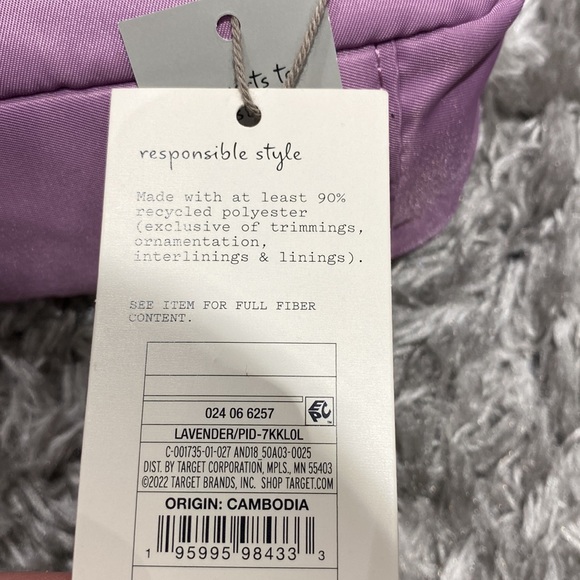 responsible style
Made with at least 90%
recycled polyester
(exclusive of trimmings,
ornamentation,
interlinings & linings).
SEE ITEM FOR FULL FIBER
CONTENT.
024 06 6257
LAVENDER/PID-7KKL0L
C-001735-01-027 AND18_50A03-0025
DIST. BY TARGET CORPORATION, MPLS., MN 55403
©2022 TARGET BRANDS, INC. SHOP TARGET.COM
ORIGIN: CAMBODIA
1 95995 98433 3